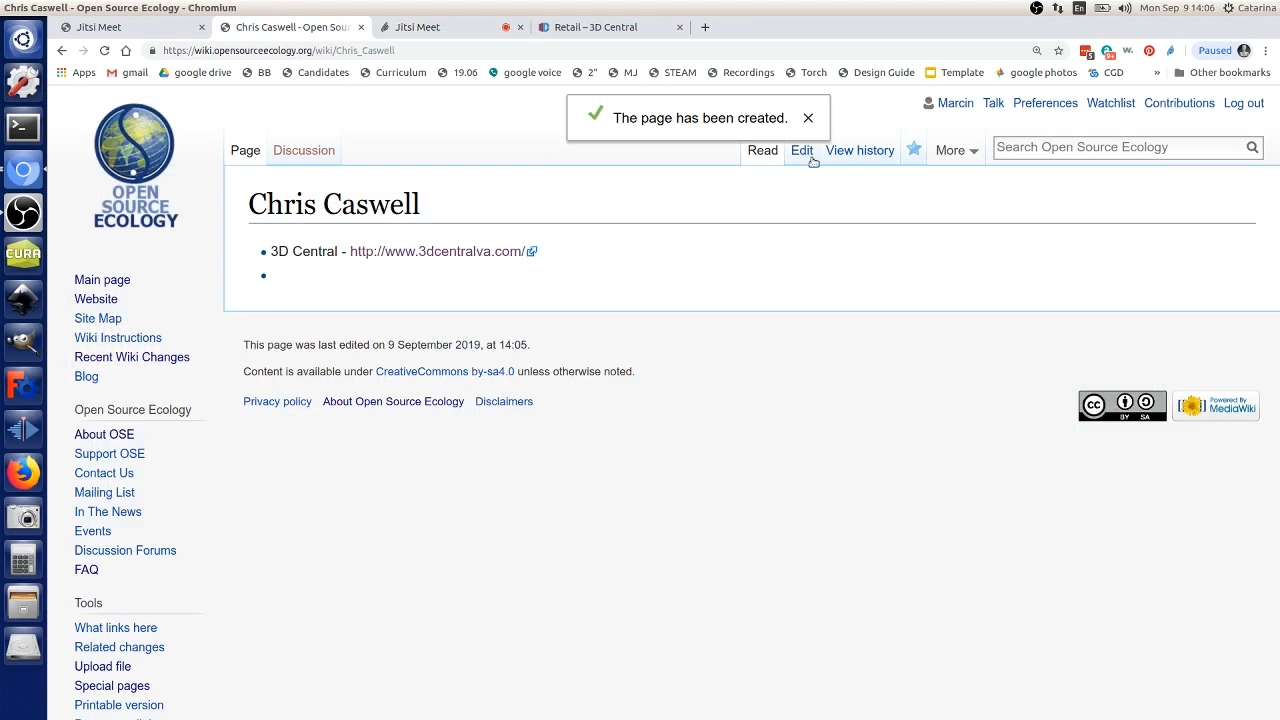 Chris Caswell - Open Source Ecology - Chromium
En
Mon Sep 9 14:06
Catarina
Jitsi Meet
Chris Caswell - Open Sour
Jitsi Meet
Retail – 3D Central
https://wiki.opensourceecology.org/wiki/Chris_Caswell
5
9+
W.
Paused
Apps
gmail
google drive
BB
Candidates
Curriculum
19.06
google voice
2"
MJ
STEAM
Recordings
Torch
Design Guide
Template
google photos
CGD
»
Other bookmarks
The page has been created.
Marcin
Talk
Preferences
Watchlist
Contributions
Log out
Page
Discussion
Read
Edit
View history
More
Search Open Source Ecology
OPEN
SOURCE
ECOLOGY
CURA
Chris Caswell
3D Central - http://www.3dcentralva.com/
This page was last edited on 9 September 2019, at 14:05.
Content is available under CreativeCommons by-sa4.0 unless otherwise noted.
Privacy policy
About Open Source Ecology
Disclaimers
cc
BY SA
Powered By
MediaWiki
Main page
Website
Site Map
Wiki Instructions
Recent Wiki Changes
Blog
Open Source Ecology
About OSE
Support OSE
Contact Us
Mailing List
In The News
Events
Discussion Forums
FAQ
Tools
What links here
Related changes
Upload file
Special pages
Printable version